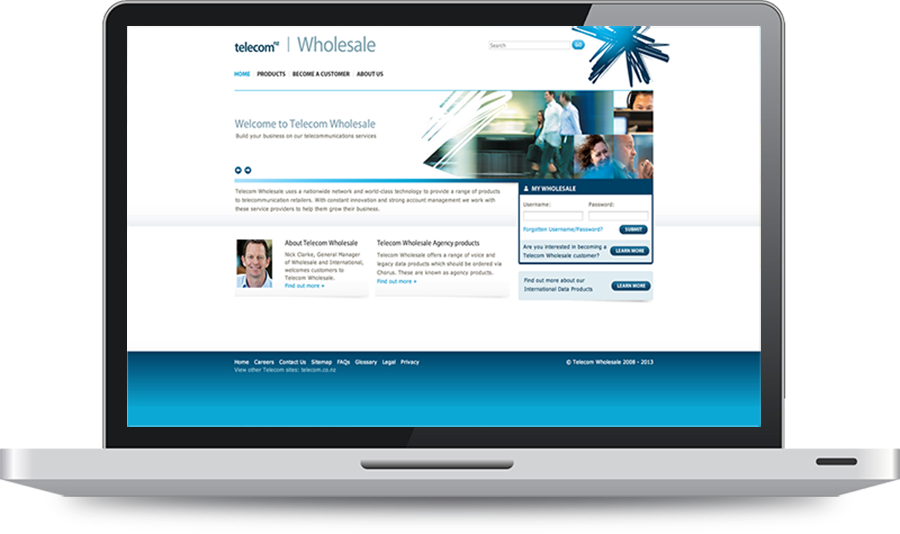 telecomnz | Wholesale
Search
GO
HOME PRODUCTS BECOME A CUSTOMER ABOUT US
Welcome to Telecom Wholesale
Build your business on our telecommunications services
Telecom Wholesale uses a nationwide network and world-class technology to provide a range of products
to telecommunication retailers. With constant innovation and strong account management we work with
these service providers to help them grow their business.
MY WHOLESALE
Username: Password:
Forgotten Username/Password? SUBMIT
Are you interested in becoming a
Telecom Wholesale customer?
LEARN MORE
Find out more about our
International Data Products
LEARN MORE
About Telecom Wholesale
Nick Clarke, General Manager
of Wholesale and International,
welcomes customers to
Telecom Wholesale.
Find out more »
Telecom Wholesale Agency products
Telecom Wholesale offers a range of voice and
legacy data products which should be ordered via
Chorus. These are known as agency products.
Find out more »
Home Careers Contact Us Sitemap FAQs Glossary Legal Privacy
View other Telecom sites: telecom.co.nz
© Telecom Wholesale 2008 - 2013